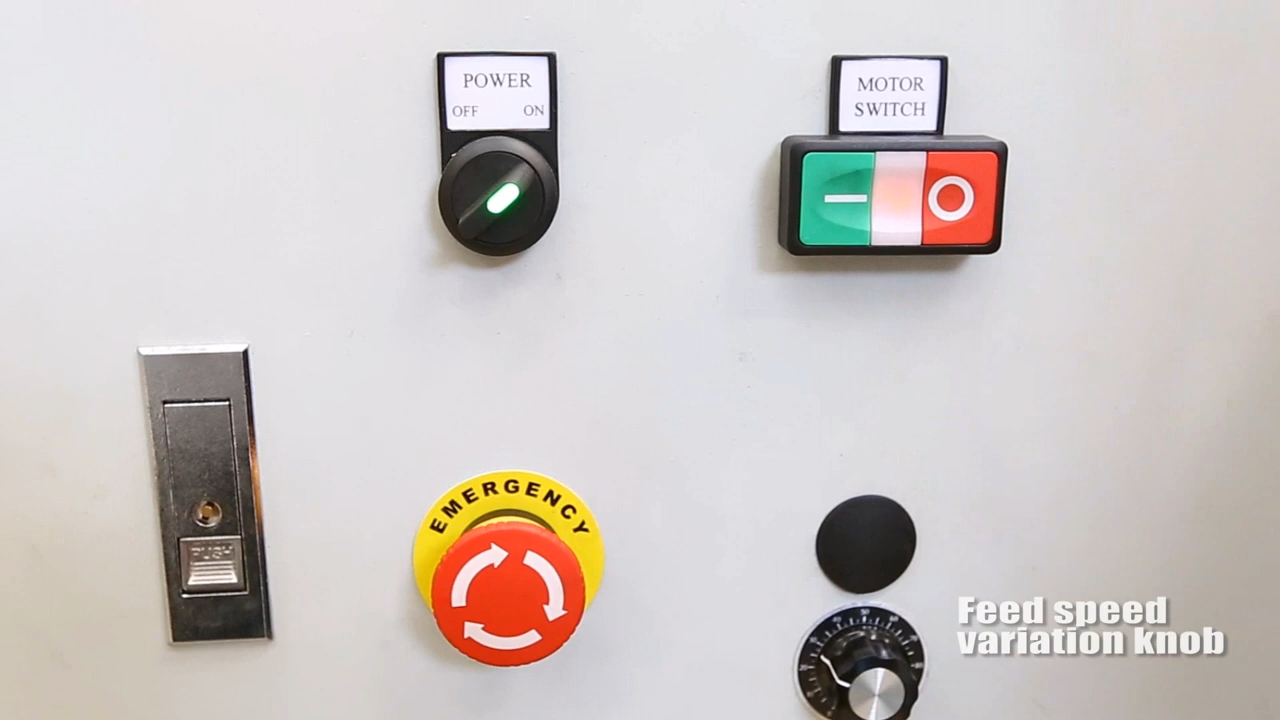 POWER
OFF ON
MOTOR
SWITCH
EMERGENCY
PUSH
Feed speed
variation knob